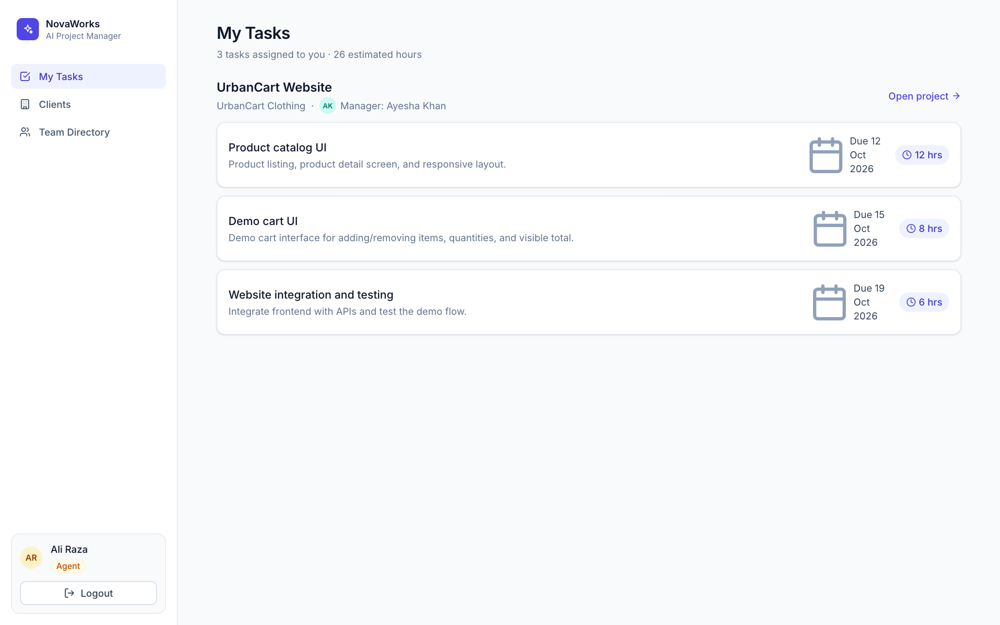 NovaWorks
AI Project Manager
My Tasks
Clients
Team Directory
Ali Raza
AR
Agent
Logout
My Tasks
3 tasks assigned to you · 26 estimated hours
UrbanCart Website
UrbanCart Clothing · AK Manager: Ayesha Khan
Open project →
Product catalog UI
Product listing, product detail screen, and responsive layout.
Due 12
Oct
2026
12 hrs
Demo cart UI
Demo cart interface for adding/removing items, quantities, and visible total.
Due 15
Oct
2026
8 hrs
Website integration and testing
Integrate frontend with APIs and test the demo flow.
Due 19
Oct
2026
6 hrs